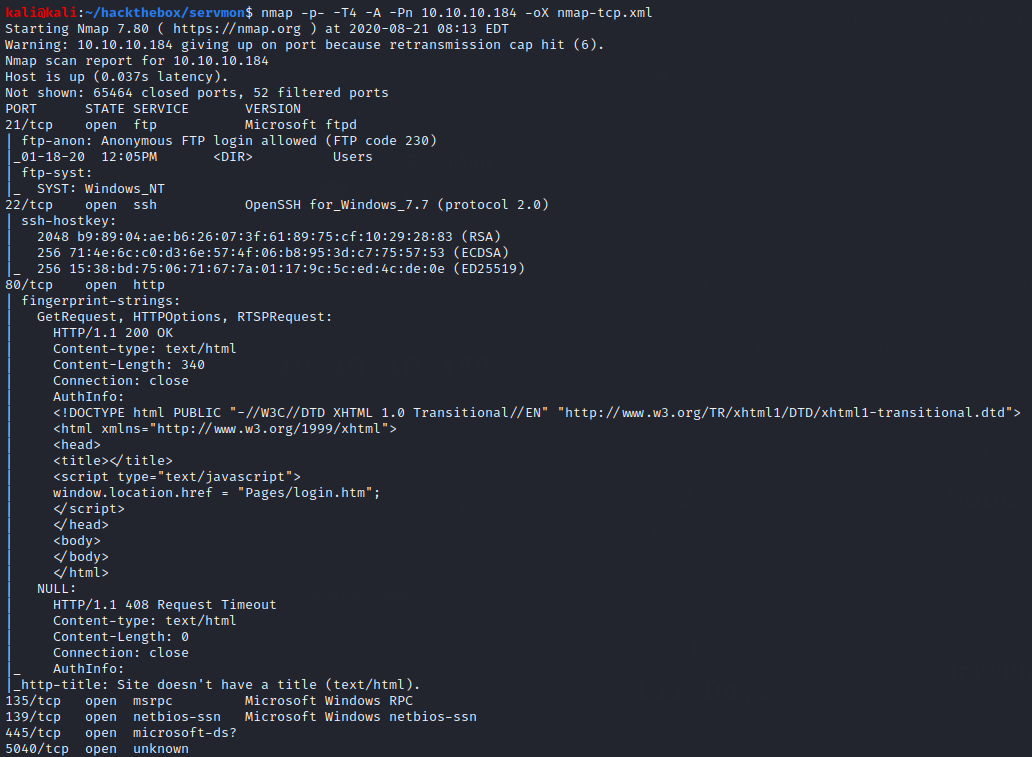 kali@kali:~/hackthebox/servmon$ nmap -p- -T4 -A -Pn 10.10.10.184 -oX nmap-tcp.xml
Starting Nmap 7.80 ( https://nmap.org ) at 2020-08-21 08:13 EDT
Warning: 10.10.10.184 giving up on port because retransmission cap hit (6).
Nmap scan report for 10.10.10.184
Host is up (0.037s latency).
Not shown: 65464 closed ports, 52 filtered ports
PORT      STATE SERVICE       VERSION
21/tcp    open  ftp           Microsoft ftpd
| ftp-anon: Anonymous FTP login allowed (FTP code 230)
|_01-18-20  12:05PM       <DIR>          Users
| ftp-syst:
|_  SYST: Windows_NT
22/tcp    open  ssh           OpenSSH for_Windows_7.7 (protocol 2.0)
| ssh-hostkey:
|   2048 b9:89:04:ae:b6:26:07:3f:61:89:75:cf:10:29:28:83 (RSA)
|   256 71:4e:6c:c0:d3:6e:57:4f:06:b8:95:3d:c7:75:57:53 (ECDSA)
|_  256 15:38:bd:75:06:71:67:7a:01:17:9c:5c:ed:4c:de:0e (ED25519)
80/tcp    open  http
| fingerprint-strings:
|   GetRequest, HTTPOptions, RTSPRequest:
|     HTTP/1.1 200 OK
|     Content-type: text/html
|     Content-Length: 340
|     Connection: close
|     AuthInfo:
|     <!DOCTYPE html PUBLIC "-//W3C//DTD XHTML 1.0 Transitional//EN" "http://www.w3.org/TR/xhtml1/DTD/xhtml1-transitional.dtd">
|     <html xmlns="http://www.w3.org/1999/xhtml">
|     <head>
|     <title></title>
|     <script type="text/javascript">
|     window.location.href = "Pages/login.htm";
|     </script>
|     </head>
|     <body>
|     </body>
|     </html>
|   NULL:
|     HTTP/1.1 408 Request Timeout
|     Content-type: text/html
|     Content-Length: 0
|     Connection: close
|_    AuthInfo:
|_http-title: Site doesn't have a title (text/html).
135/tcp   open  msrpc         Microsoft Windows RPC
139/tcp   open  netbios-ssn   Microsoft Windows netbios-ssn
445/tcp   open  microsoft-ds?
5040/tcp  open  unknown